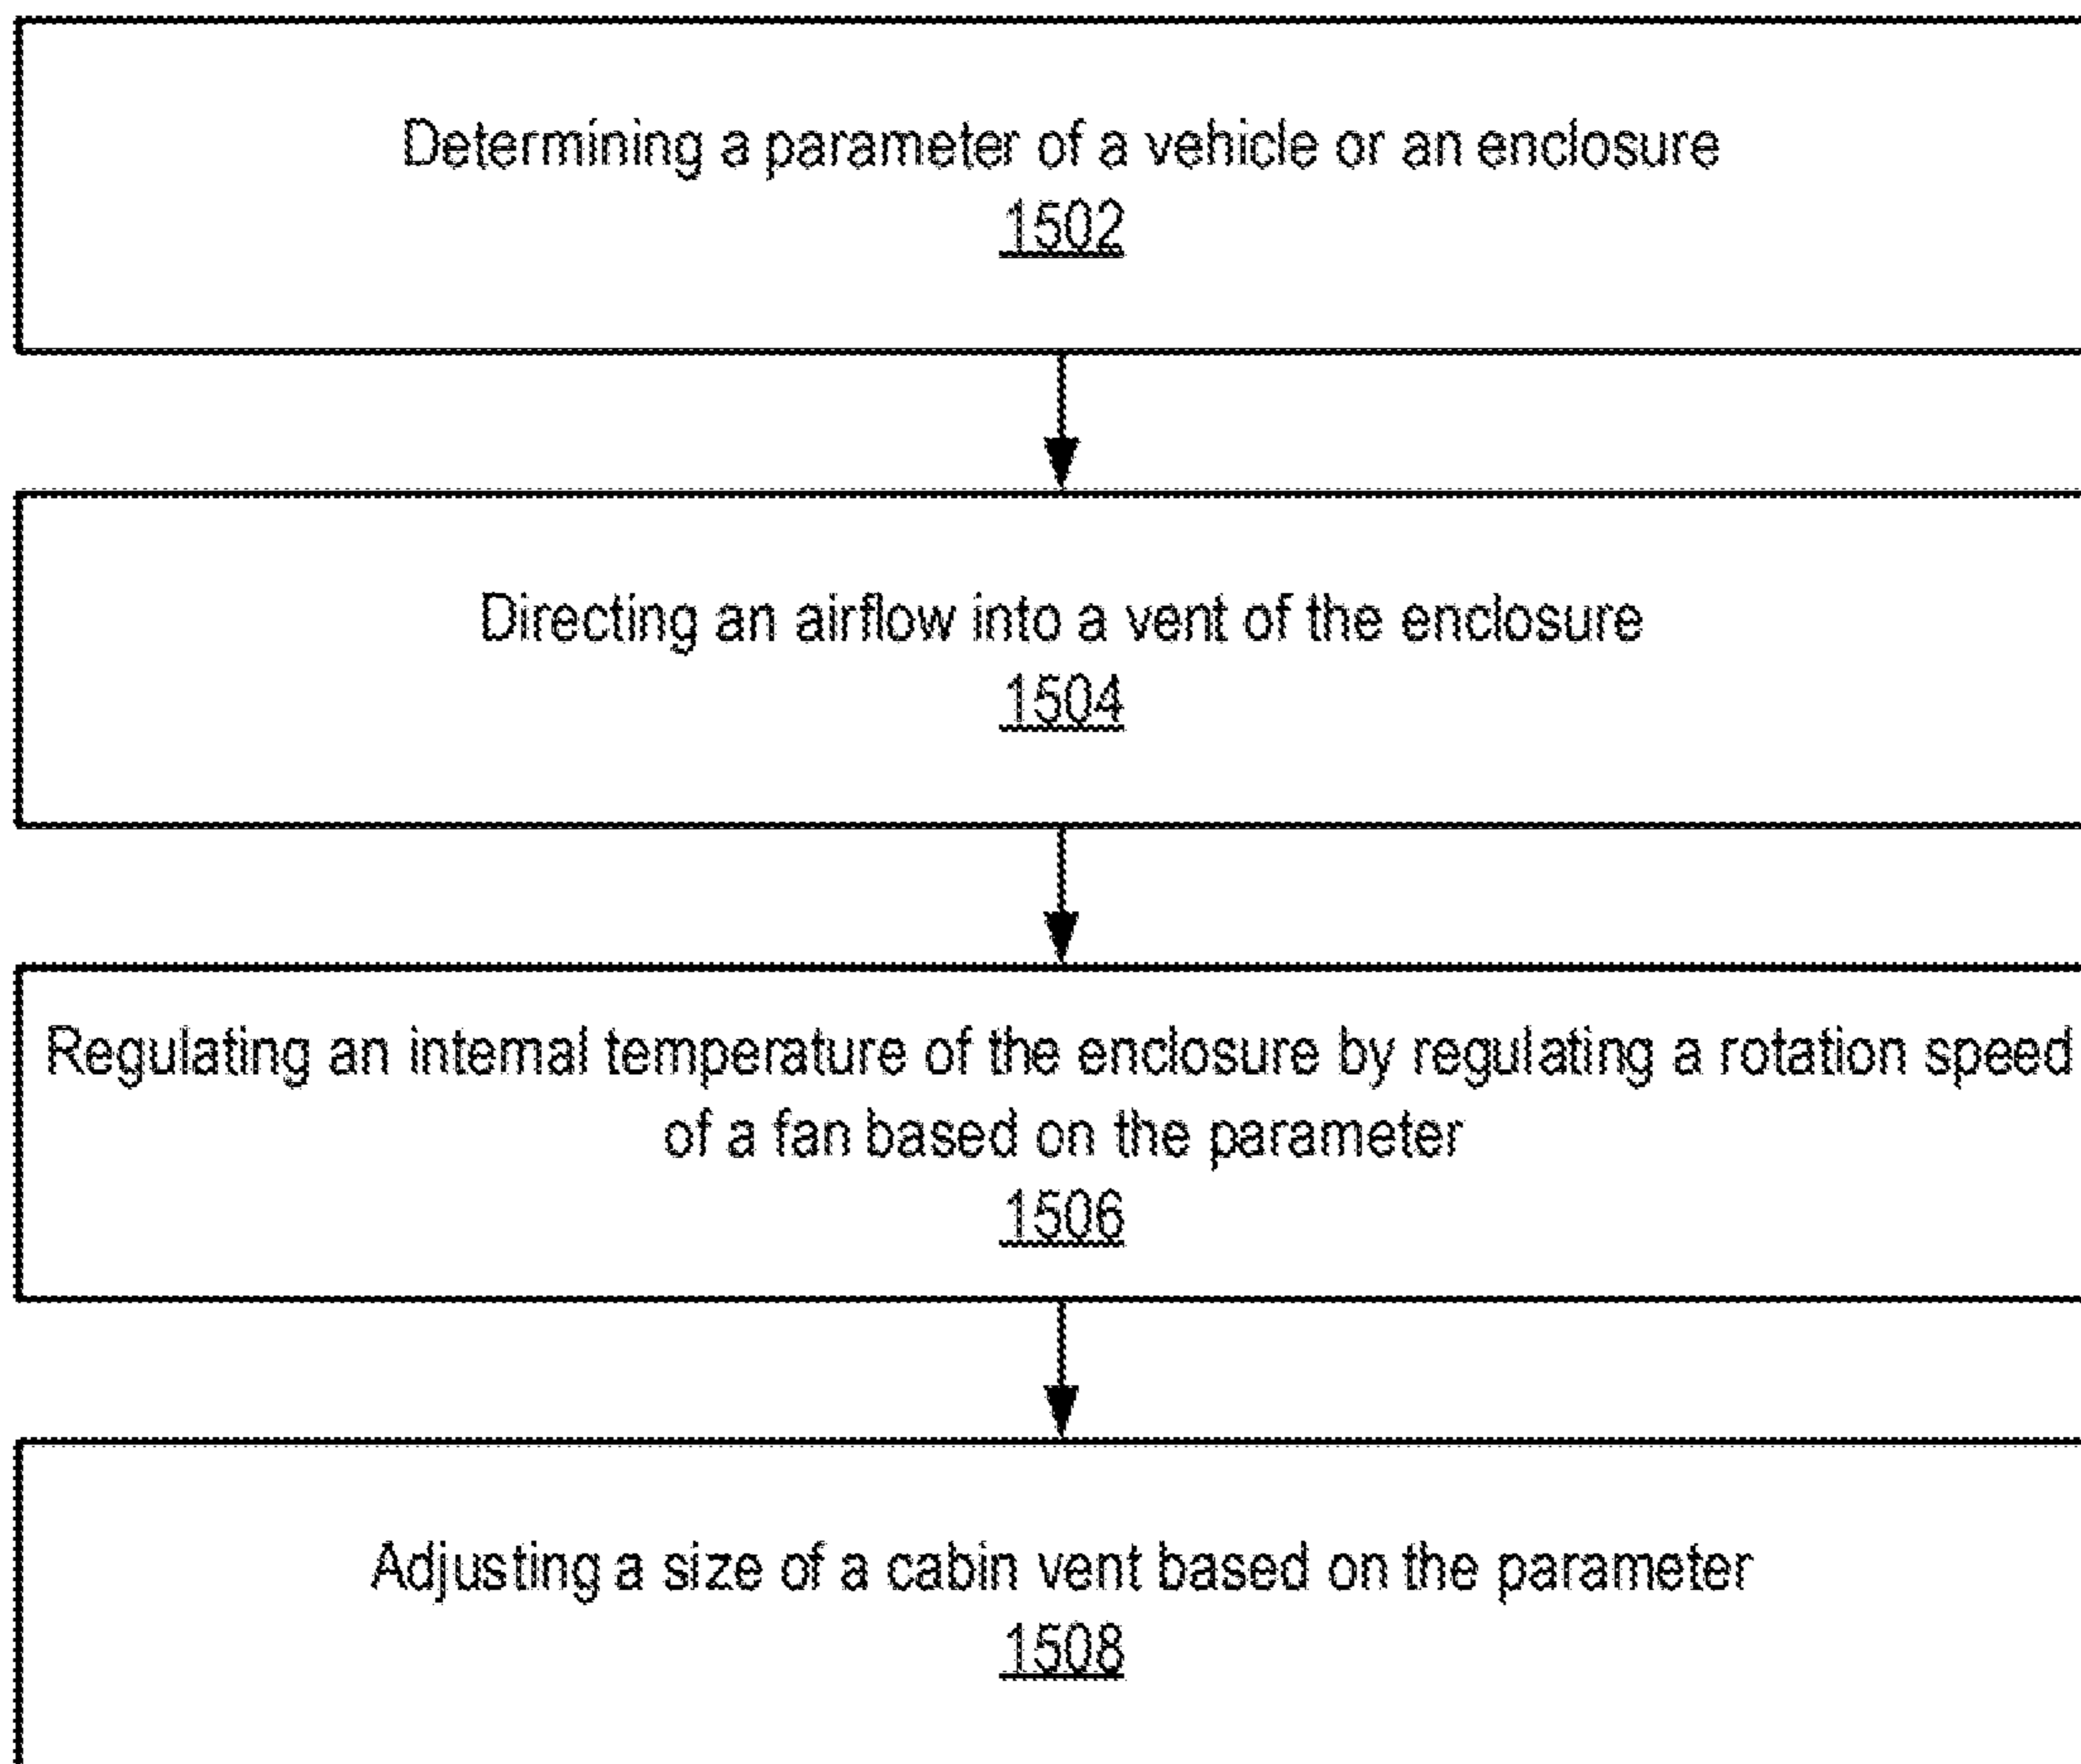 Determining a parameter of a vehicle or an enclosure
1502
Directing an airflow into a vent of the enclosure
1504
Regulating an internal temperature of the enclosure by regulating a rotation speed
of a fan based on the parameter
1506
Adjusting a size of a cabin vent based on the parameter
1508